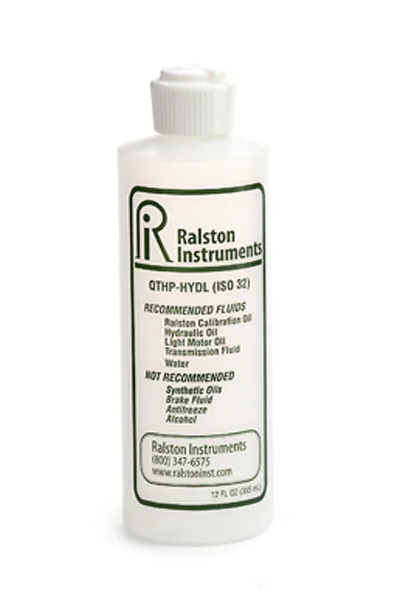 Ralston
Instruments
QTHP-HYDL (ISO 32)
RECOMMENDED FLUIDS
Ralston Calibration Oil
Hydraulic Oil
Light Motor Oil
Transmission Fluid
Water
NOT RECOMMENDED
Synthetic Oils
Brake Fluid
Antifreeze
Alcohol
Ralston Instruments
(800) 347-6575
www.ralstoninst.com
12 FL OZ